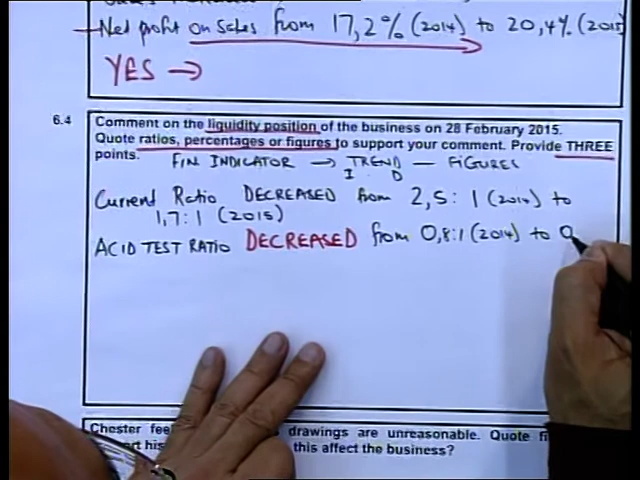 Net profit on sales from 17,2% (2014) to 20,4% (2015)
YES →
6.4 Comment on the liquidity position of the business on 28 February 2015.
Quote ratios, percentages or figures to support your comment. Provide THREE
points.
FIN INDICATOR → TREND — FIGURES
I D
Current Ratio DECREASED from 2,5 : 1 (2014) to
1,7:1 (2015)
ACID TEST RATIO DECREASED from 0,8:1 (2014) to 0
Chester drawings are unreasonable. Quote
this affect the business?